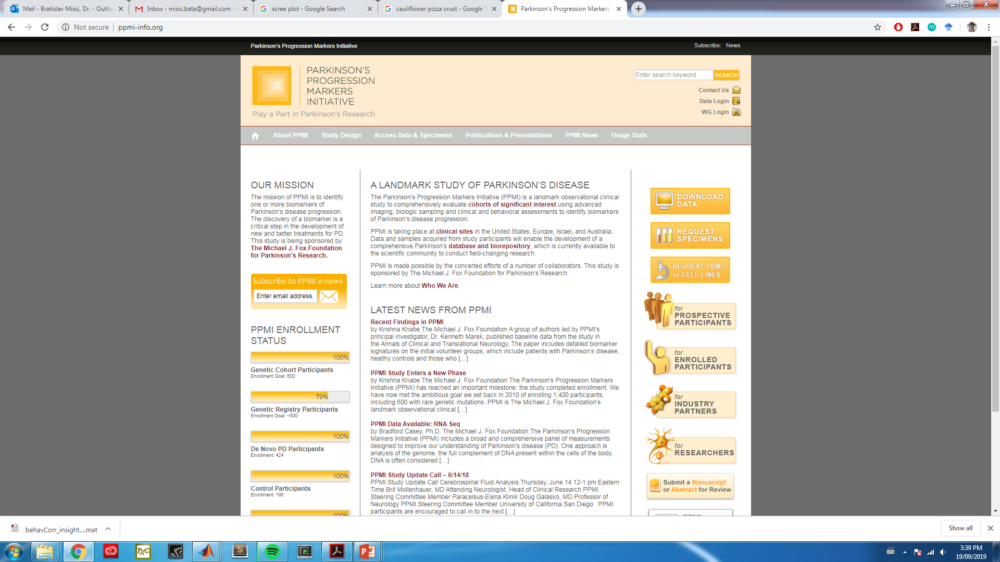 Mail - Bratislav Misic, Dr. - Outloo
Inbox - misic.bata@gmail.com -
scree plot - Google Search
cauliflower pizza crust - Google S
Parkinson's Progression Markers
Not secure
ppmi-info.org
Parkinson's Progression Markers Initiative
Subscribe: News
PARKINSON'S
PROGRESSION
MARKERS
INITIATIVE
Play a Part in Parkinson's Research
Enter search keyword
SEARCH
Contact Us
Data Login
WG Login
About PPMI
Study Design
Access Data & Specimens
Publications & Presentations
PPMI News
Usage Stats
OUR MISSION
The mission of PPMI is to identify
one or more biomarkers of
Parkinson's disease progression.
The discovery of a biomarker is a
critical step in the development of
new and better treatments for PD.
This study is being sponsored by
The Michael J. Fox Foundation
for Parkinson's Research.
Subscribe to PPMI e-news
Enter email address.
PPMI ENROLLMENT
STATUS
100%
Genetic Cohort Participants
Enrollment Goal: 600
79%
Genetic Registry Participants
Enrollment Goal: ~600
100%
De Novo PD Participants
Enrollment: 424
100%
Control Participants
Enrollment: 196
100%
A LANDMARK STUDY OF PARKINSON'S DISEASE
The Parkinson's Progression Markers Initiative (PPMI) is a landmark observational clinical
study to comprehensively evaluate cohorts of significant interest using advanced
imaging, biologic sampling and clinical and behavioral assessments to identify biomarkers
of Parkinson's disease progression.
PPMI is taking place at clinical sites in the United States, Europe, Israel, and Australia.
Data and samples acquired from study participants will enable the development of a
comprehensive Parkinson's database and biorepository, which is currently available to
the scientific community to conduct field-changing research.
PPMI is made possible by the concerted efforts of a number of collaborators. This study is
sponsored by The Michael J. Fox Foundation for Parkinson's Research.
Learn more about Who We Are.
LATEST NEWS FROM PPMI
Recent Findings in PPMI
by Krishna Knabe The Michael J. Fox Foundation A group of authors led by PPMI's
principal investigator, Dr. Kenneth Marek, published baseline data from the study in
the Annals of Clinical and Translational Neurology. The paper includes detailed biomarker
signatures on the initial volunteer groups, which include patients with Parkinson's disease,
healthy controls and those who […]
PPMI Study Enters a New Phase
by Krishna Knabe The Michael J. Fox Foundation The Parkinson's Progression Markers
Initiative (PPMI) has reached an important milestone: the study completed enrollment. We
have now met the ambitious goal we set back in 2010 of enrolling 1,400 participants,
including 600 with rare genetic mutations. PPMI is The Michael J. Fox Foundation's
landmark observational clinical […]
PPMI Data Available: RNA Seq
by Bradford Casey, Ph.D. The Michael J. Fox Foundation The Parkinson's Progression
Markers Initiative (PPMI) includes a broad and comprehensive panel of measurements
designed to improve our understanding of Parkinson's disease (PD). One approach is
analysis of the genome, the full complement of DNA present within the cells of the body.
DNA is often considered […]
PPMI Study Update Call – 6/14/18
PPMI Study Update Call Cerebrospinal Fluid Analysis Thursday, June 14 12-1 pm Eastern
Time Brit Mollenhauer, MD Attending Neurologist, Head of Clinical Research PPMI
Steering Committee Member Paracelsus-Elena Klinik Doug Galasko, MD Professor of
Neurology PPMI Steering Committee Member University of California San Diego PPMI
participants are encouraged to call in to the next […]
DOWNLOAD
DATA
REQUEST
SPECIMENS
REQUEST PBMC
or CELL LINES
for
PROSPECTIVE
PARTICIPANTS
for
ENROLLED
PARTICIPANTS
for
INDUSTRY
PARTNERS
for
RESEARCHERS
Submit a Manuscript
or Abstract for Review
behavCorr_insight....mat
Show all
3:39 PM
19/09/2019